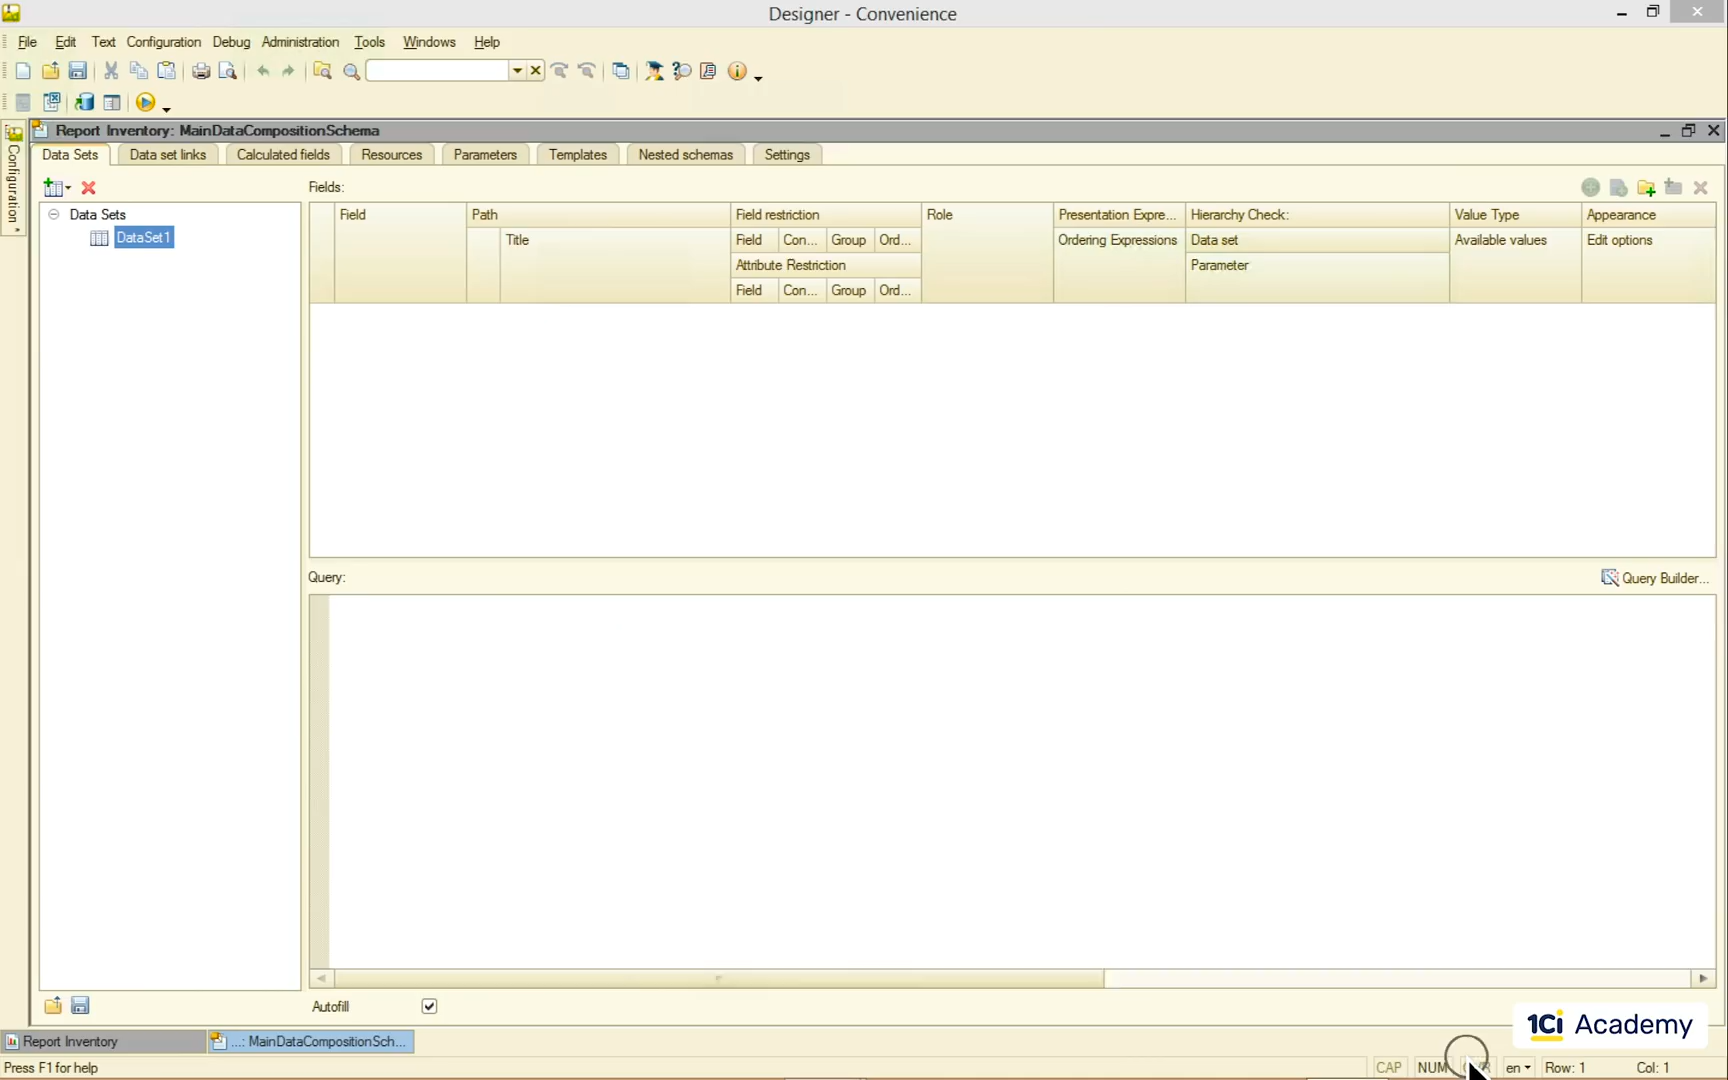 Designer - Convenience
File Edit Text Configuration Debug Administration Tools Windows Help
Configuration
Report Inventory: MainDataCompositionSchema
Data Sets Data set links Calculated fields Resources Parameters Templates Nested schemas Settings
Fields:
Data Sets
DataSet1
Field Path Field restriction Role Presentation Expre... Hierarchy Check: Value Type Appearance
Title Field Con... Group Ord... Ordering Expressions Data set Available values Edit options
Attribute Restriction Parameter
Field Con... Group Ord...
Query: Query Builder...
Autofill
1Ci Academy
Report Inventory ...: MainDataCompositionSch...
Press F1 for help CAP NUM en Row: 1 Col: 1